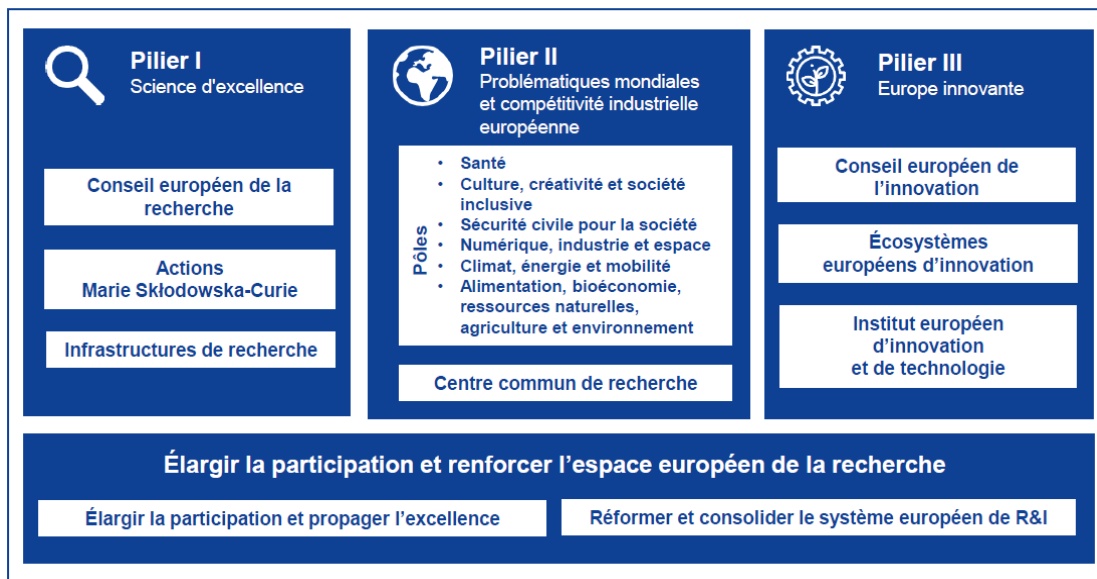 Pilier I
Science d'excellence
Conseil européen de la
recherche
Actions
Marie Skłodowska-Curie
Infrastructures de recherche
Pilier II
Problématiques mondiales
et compétitivité industrielle
européenne
Pôles
• Santé
• Culture, créativité et société
inclusive
• Sécurité civile pour la société
• Numérique, industrie et espace
• Climat, énergie et mobilité
• Alimentation, bioéconomie,
ressources naturelles,
agriculture et environnement
Centre commun de recherche
Pilier III
Europe innovante
Conseil européen de
l'innovation
Écosystèmes
européens d'innovation
Institut européen
d'innovation
et de technologie
Élargir la participation et renforcer l'espace européen de la recherche
Élargir la participation et propager l'excellence
Réformer et consolider le système européen de R&I